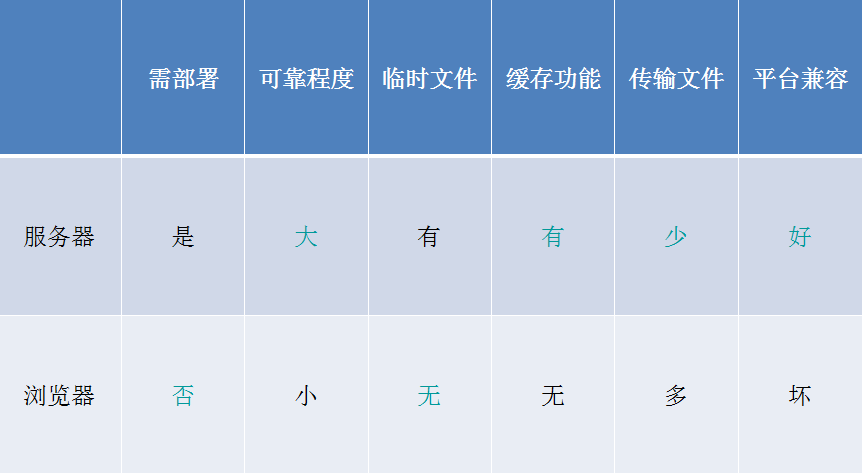 需部署 可靠程度 临时文件 缓存功能 传输文件 平台兼容
服务器 是 大 有 有 少 好
浏览器 否 小 无 无 多 坏